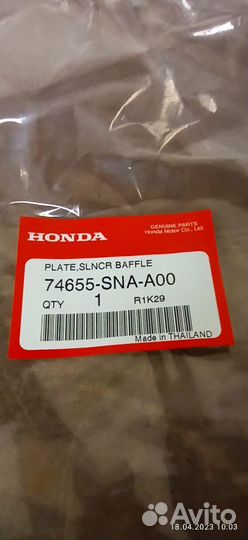 GENUINE PARTS
Honda Motor Co., Ltd.
HONDA
PLATE,SLNCR BAFFLE
74655-SNA-A00
QTY 1 R1K29
Made in THAILAND
Avito
18.04.2023 10:03